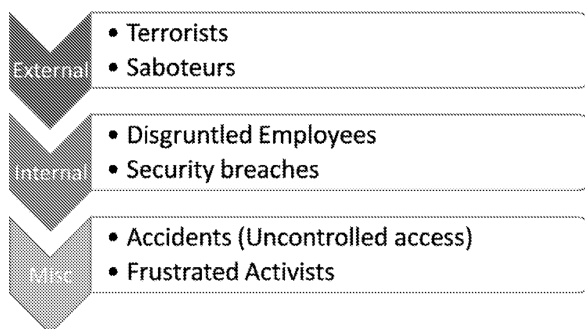 External
• Terrorists
• Saboteurs
Internal
• Disgruntled Employees
• Security breaches
Misc
• Accidents (Uncontrolled access)
• Frustrated Activists